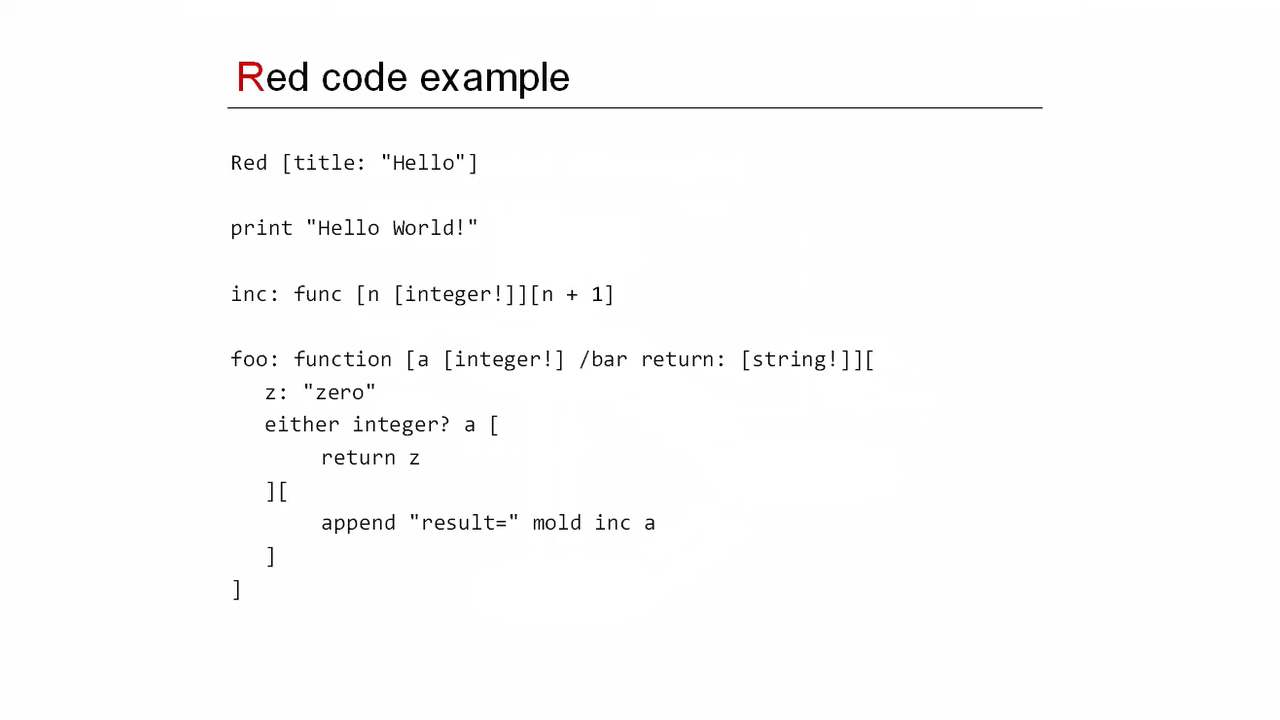 Red code example
Red [title: "Hello"]
print "Hello World!"
inc: func [n [integer!]][n + 1]
foo: function [a [integer!] /bar return: [string!]][
z: "zero"
either integer? a [
return z
][
append "result=" mold inc a
]
]